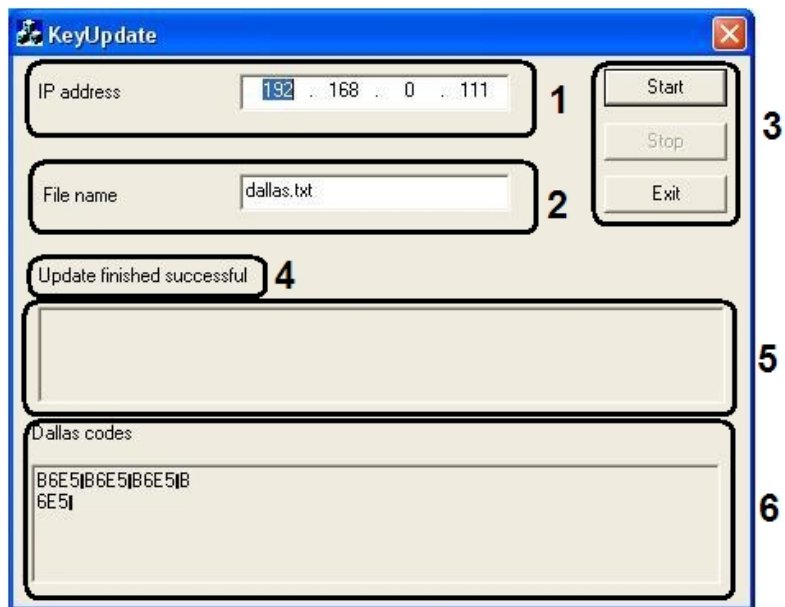 KeyUpdate
IP address 192 . 168 . 0 . 111 1
Start
Stop
Exit
3
File name dallas.txt 2
Update finished successful 4
5
Dallas codes
B6E5|B6E5|B6E5|B
6E5|
6